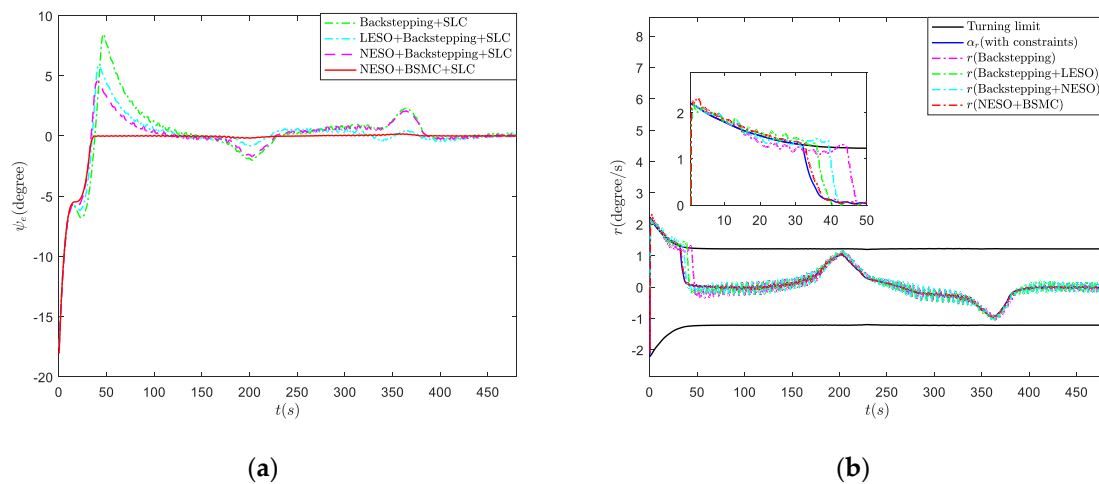 Backstepping+SLC
LESO+Backstepping+SLC
NESO+Backstepping+SLC
NESO+BSMC+SLC
10
5
0
-5
-10
-15
-20
0
50
100
150
200
250
300
350
400
450
ψₑ(degree)
t(s)
(a)
Turning limit
αᵣ(with constraints)
r(Backstepping)
r(Backstepping+LESO)
r(Backstepping+NESO)
r(NESO+BSMC)
8
7
6
5
4
3
2
1
0
-1
-2
2
1
0
10
20
30
40
50
0
50
100
150
200
250
300
350
400
450
r(degree/s)
t(s)
(b)